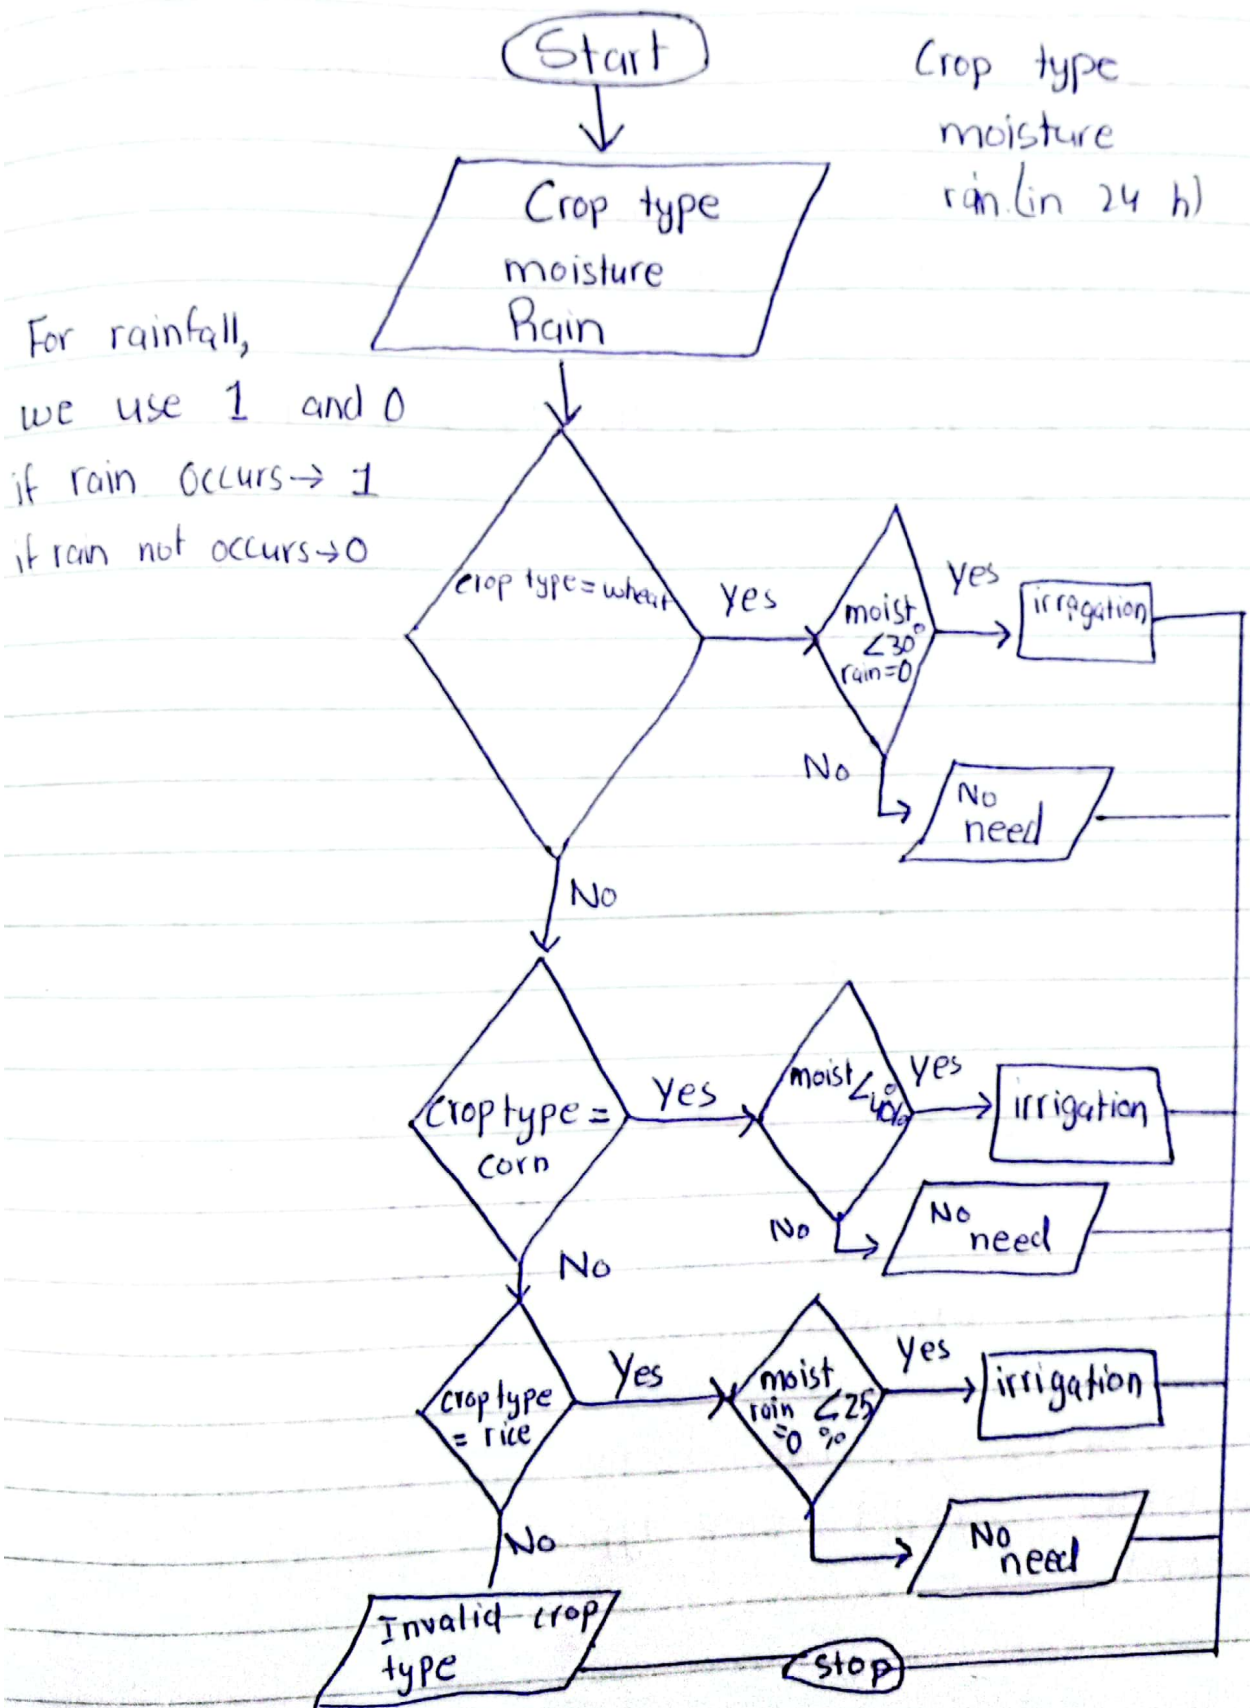 Start
Crop type
moisture
rain (in 24 h)
Crop type
moisture
Rain
For rainfall,
we use 1 and 0
if rain occurs→ 1
if rain not occurs→0
crop type=wheat
yes
moist
<30°
rain=0
yes
irragation
No
No
need
No
Crop type =
corn
yes
moist <40%
yes
irrigation
No
No
need
No
crop type
= rice
Yes
moist
rain <25
=0 %
yes
irrigation
No
need
No
Invalid crop
type
stop